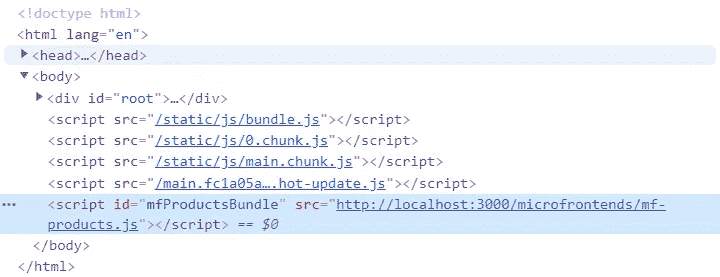 <!doctype html>
<html lang="en">
<head>…</head>
<body>
<div id="root">…</div>
<script src="/static/js/bundle.js"></script>
<script src="/static/js/0.chunk.js"></script>
<script src="/static/js/main.chunk.js"></script>
<script src="/main.fc1a05a….hot-update.js"></script>
<script id="mfProductsBundle" src="http://localhost:3000/microfrontends/mf-
products.js"></script> == $0
</body>
</html>